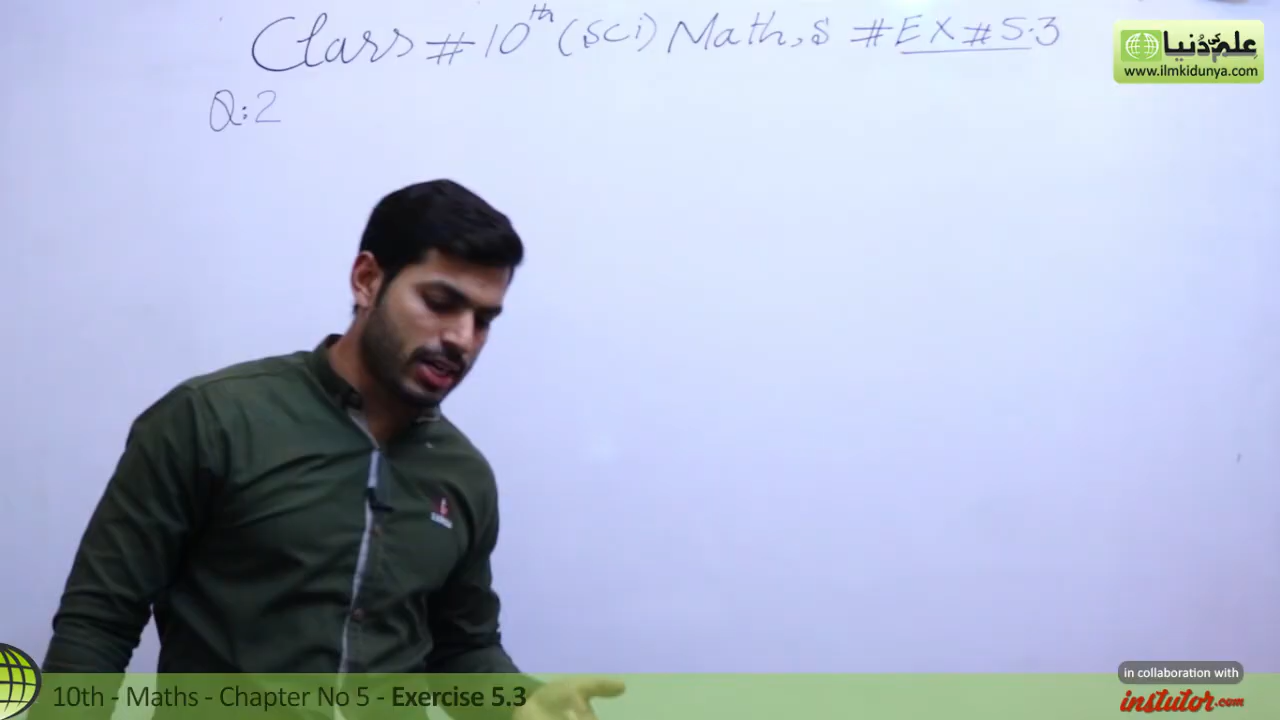 Class # 10th (Sci) Maths # EX # 5.3
علم کی دُنیا
www.ilmkidunya.com
Q:2
in collaboration with
instutor.com
10th - Maths - Chapter No 5 - Exercise 5.3